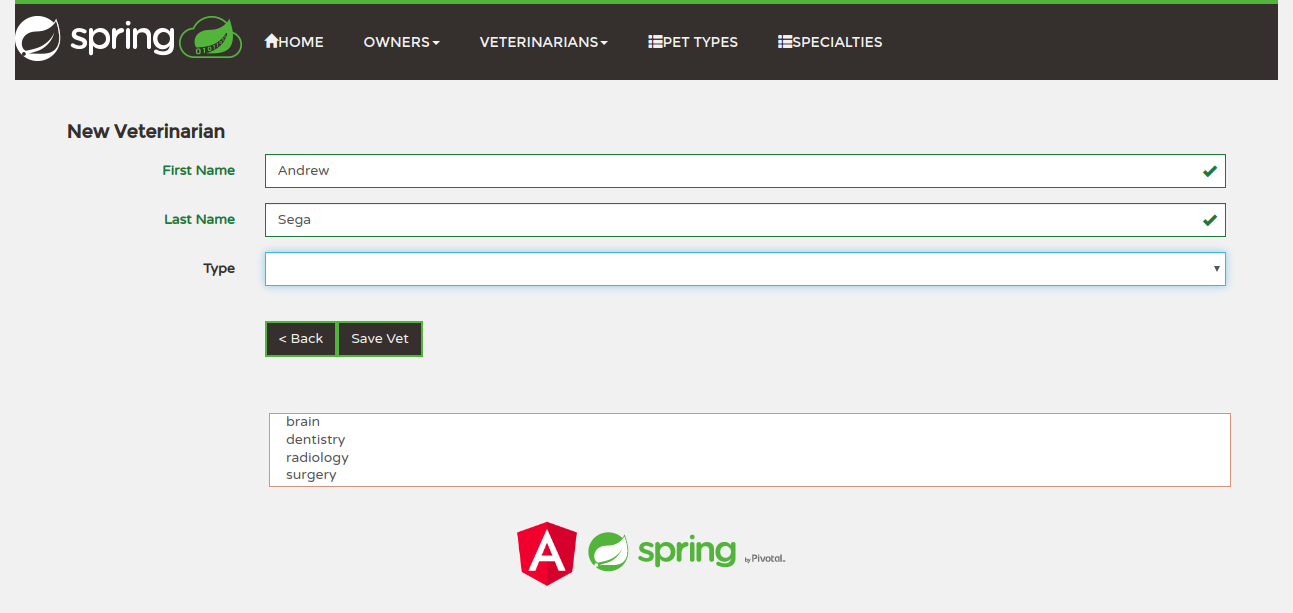 spring HOME OWNERS VETERINARIANS PET TYPES SPECIALTIES
New Veterinarian
First Name Andrew
Last Name Sega
Type
< Back Save Vet
brain
dentistry
radiology
surgery
A spring by Pivotal.